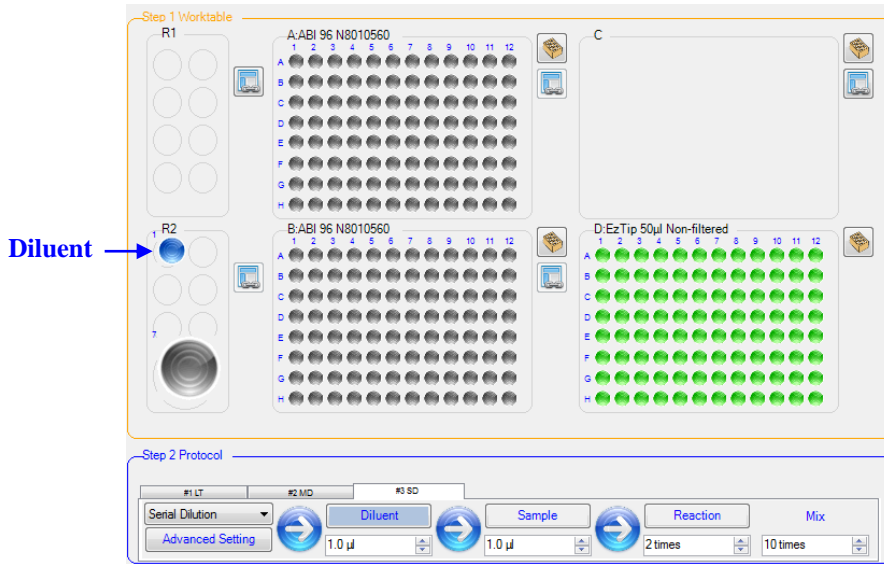 Step 1 Worktable
R1
A:ABI 96 N8010560
1 2 3 4 5 6 7 8 9 10 11 12
A
B
C
D
E
F
G
H
C
R2
1
7
Diluent
B:ABI 96 N8010560
1 2 3 4 5 6 7 8 9 10 11 12
A
B
C
D
E
F
G
H
D:EzTip 50µl Non-filtered
1 2 3 4 5 6 7 8 9 10 11 12
A
B
C
D
E
F
G
H
Step 2 Protocol
#1 LT #2 MD #3 SD
Serial Dilution Diluent Sample Reaction Mix
Advanced Setting 1.0 µl 1.0 µl 2 times 10 times